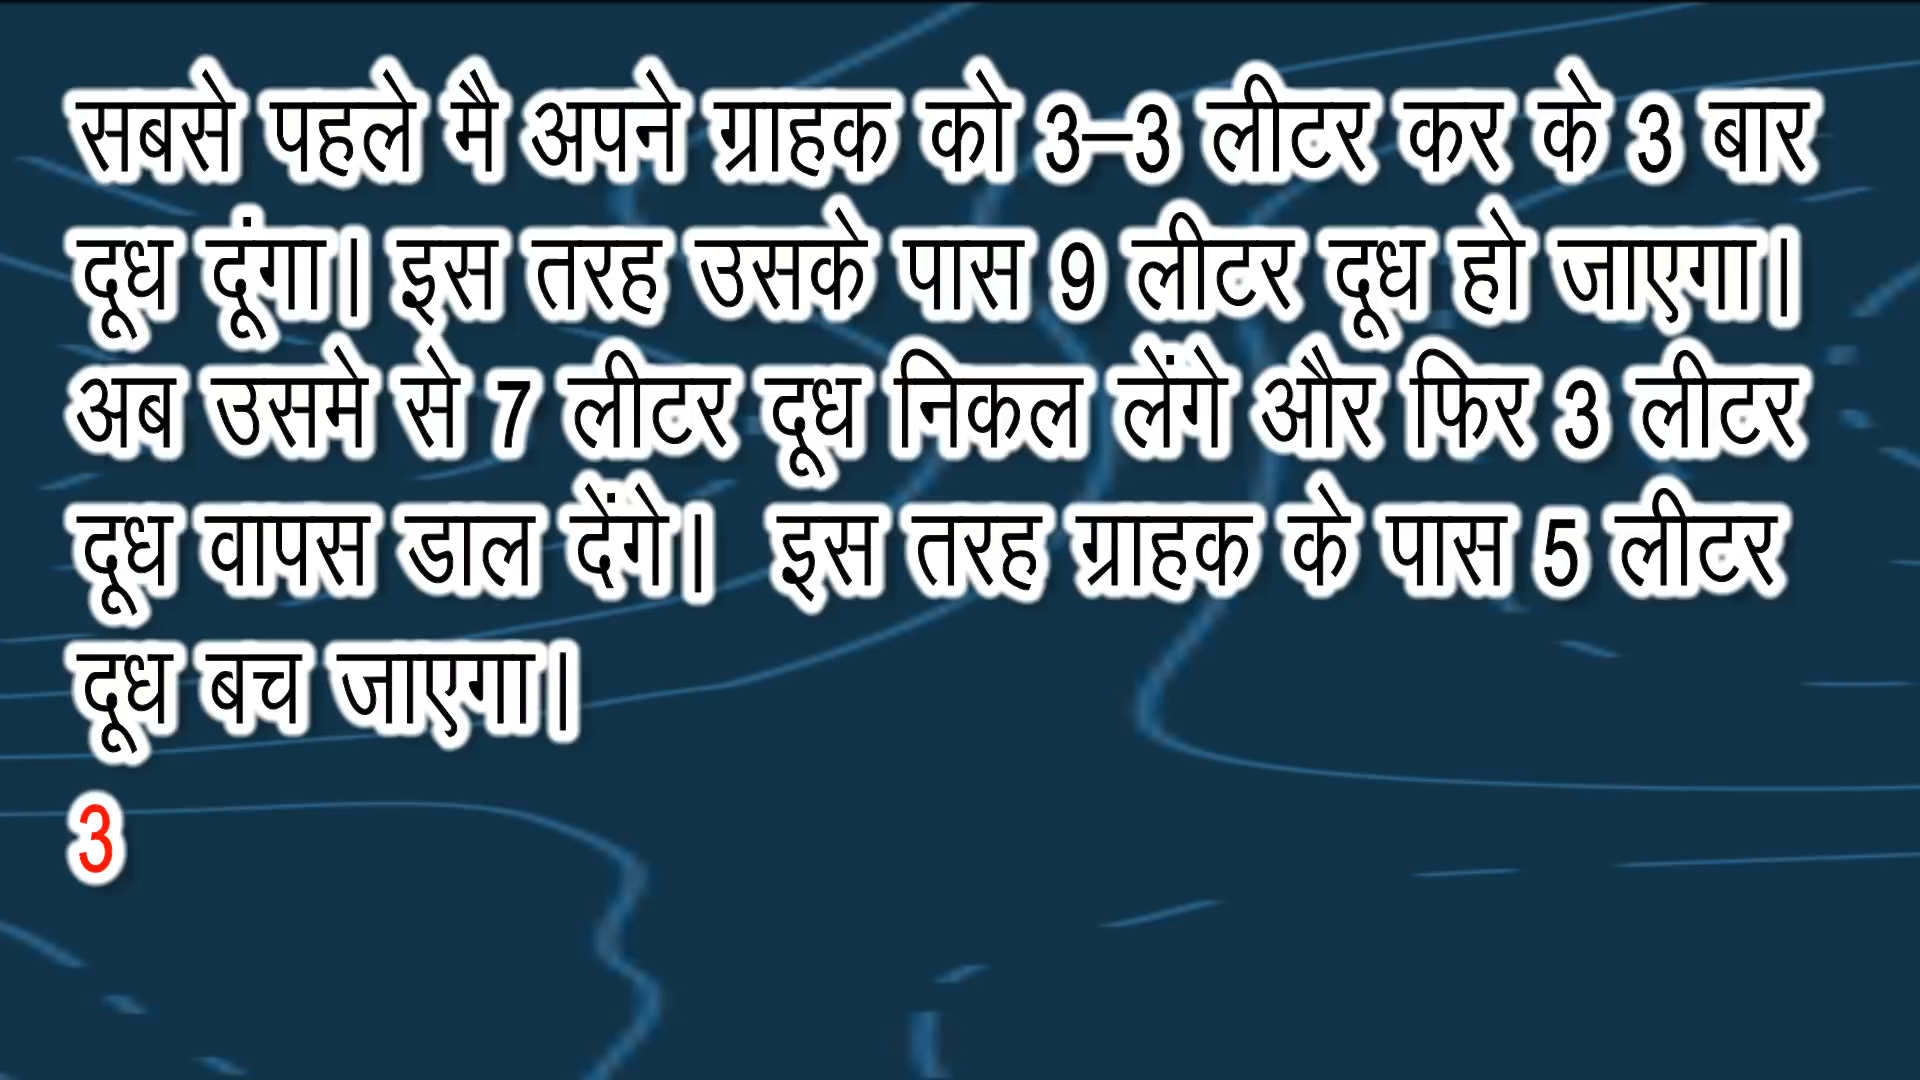 सबसे पहले मै अपने ग्राहक को 3–3 लीटर कर के 3 बार
दूध दूंगा। इस तरह उसके पास 9 लीटर दूध हो जाएगा।
अब उसमे से 7 लीटर दूध निकल लेंगे और फिर 3 लीटर
दूध वापस डाल देंगे। इस तरह ग्राहक के पास 5 लीटर
दूध बच जाएगा।
3